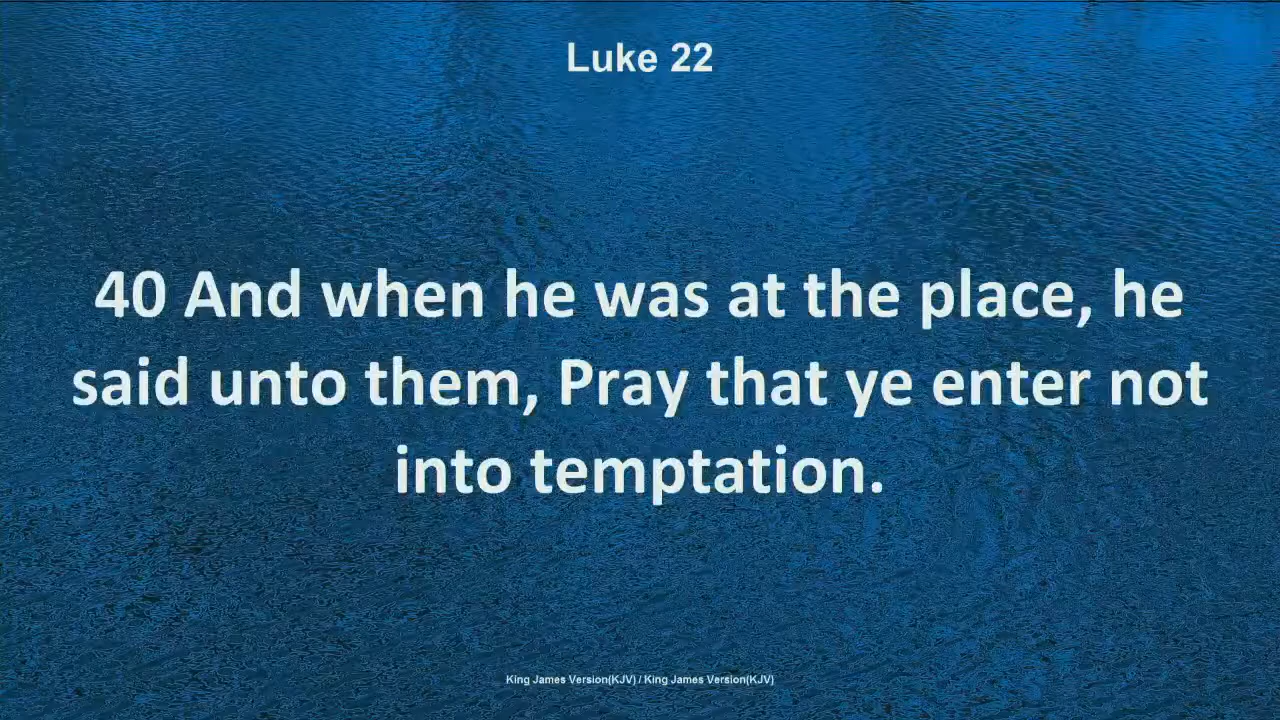 Luke 22
40 And when he was at the place, he
said unto them, Pray that ye enter not
into temptation.
King James Version(KJV) / King James Version(KJV)